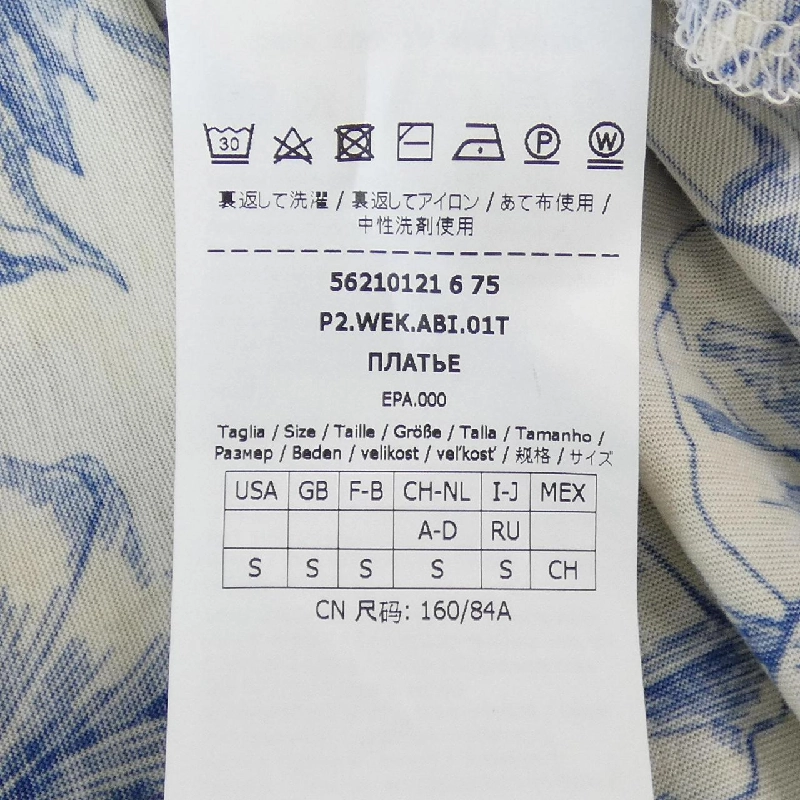 30 P W
裏返して洗濯 / 裏返してアイロン / あて布使用 /
中性洗剤使用
56210121 6 75
P2.WEK.ABI.01T
ПЛАТЬЕ
EPA.000
Taglia / Size / Taille / Größe / Talla / Tamanho /
Размер / Beden / velikost / veľkosť / 规格 / サイズ
USA GB F-B CH-NL I-J MEX
A-D RU
S S S S S CH
CN 尺码: 160/84A